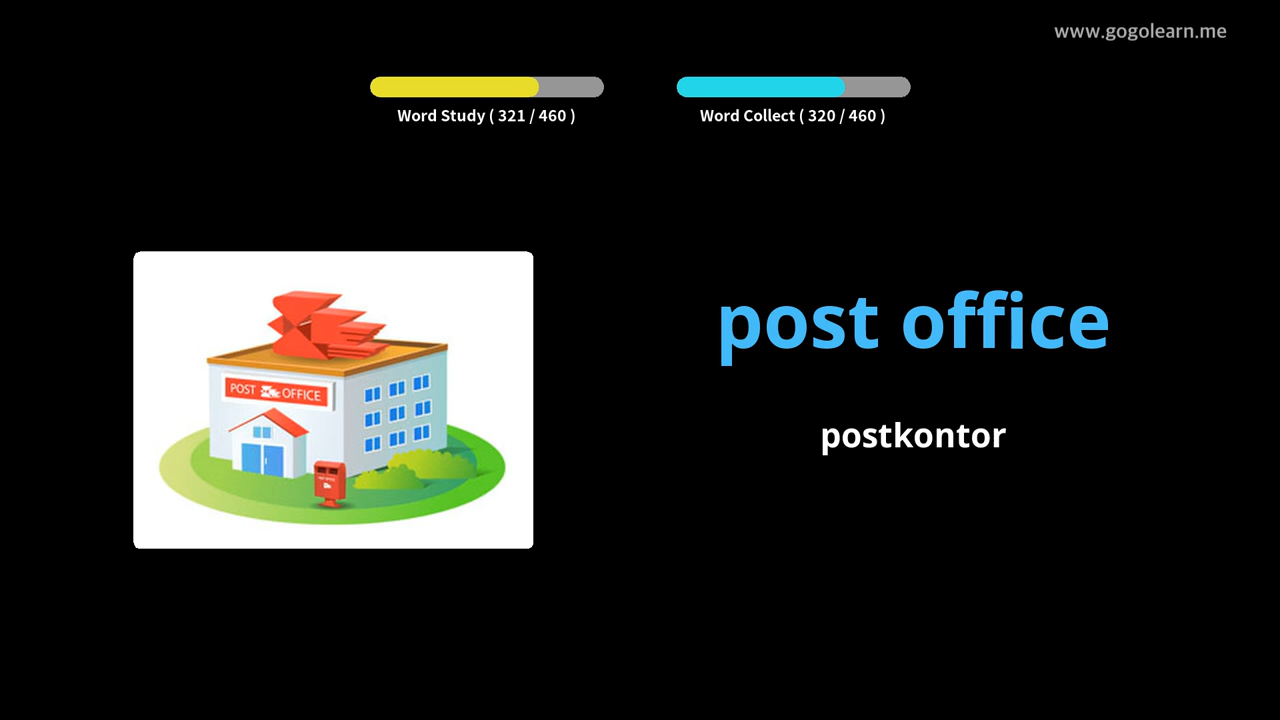 www.gogolearn.me
Word Study ( 321 / 460 )
Word Collect ( 320 / 460 )
POST OFFICE
post office
postkontor